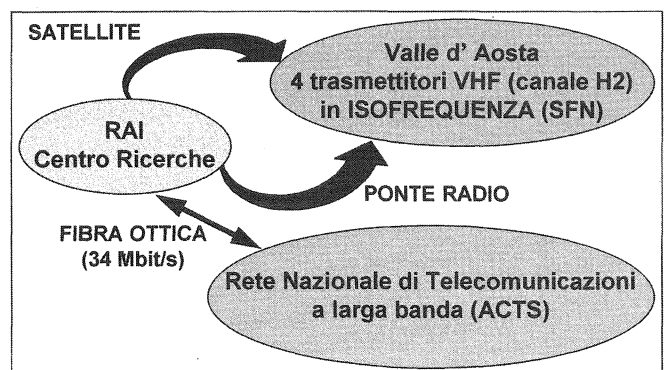 SATELLITE
Valle d' Aosta
4 trasmettitori VHF (canale H2)
in ISOFREQUENZA (SFN)
RAI
Centro Ricerche
PONTE RADIO
FIBRA OTTICA
(34 Mbit/s)
Rete Nazionale di Telecomunicazioni
a larga banda (ACTS)